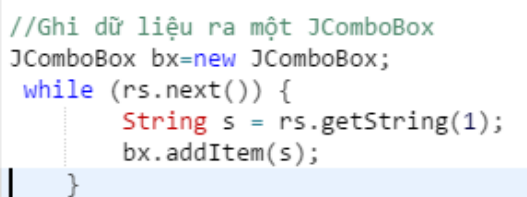 //Ghi dữ liệu ra một JComboBox
JComboBox bx=new JComboBox;
while (rs.next()) {
String s = rs.getString(1);
bx.addItem(s);
}